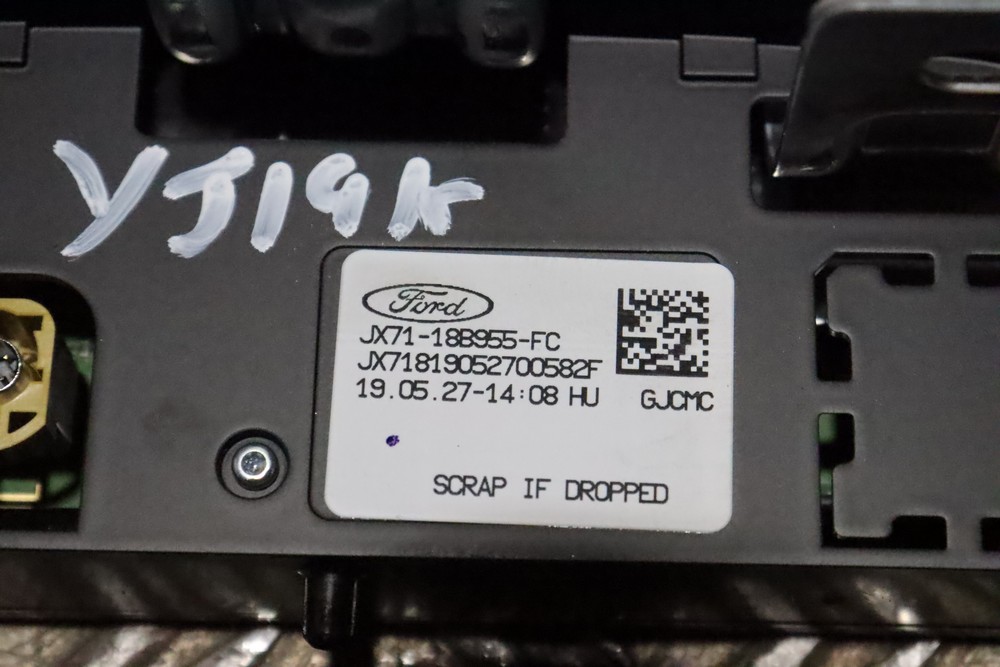 YJ19K
Ford
JX71-18B955-FC
JX71819052700582F
19.05.27-14:08 HU GJCMC
SCRAP IF DROPPED